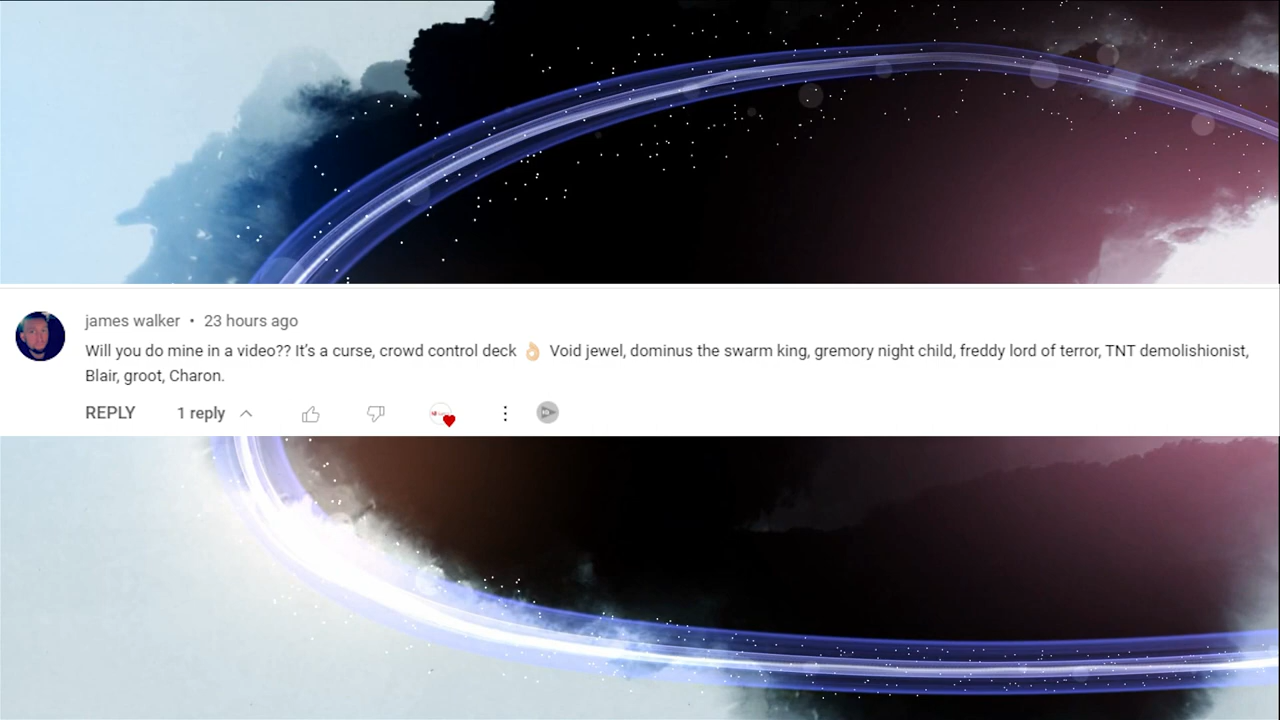 james walker • 23 hours ago
Will you do mine in a video?? It's a curse, crowd control deck 👌🏼 Void jewel, dominus the swarm king, gremory night child, freddy lord of terror, TNT demolishionist,
Blair, groot, Charon.
REPLY 1 reply